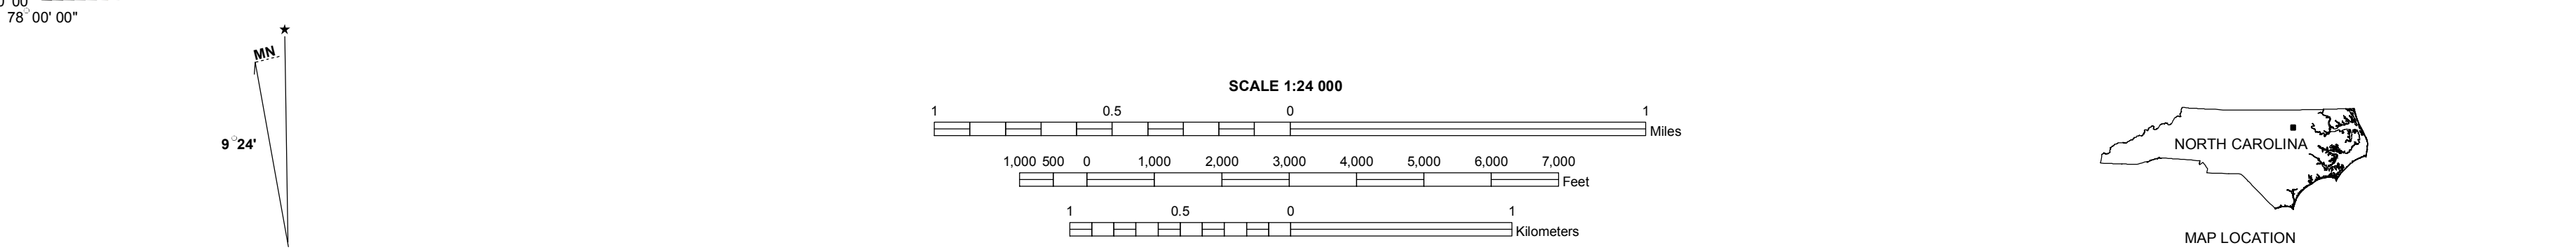 78° 00' 00"
MN
9°24'
SCALE 1:24 000
1 0.5 0 1
Miles
1,000 500 0 1,000 2,000 3,000 4,000 5,000 6,000 7,000
Feet
1 0.5 0 1
Kilometers
NORTH CAROLINA
MAP LOCATION